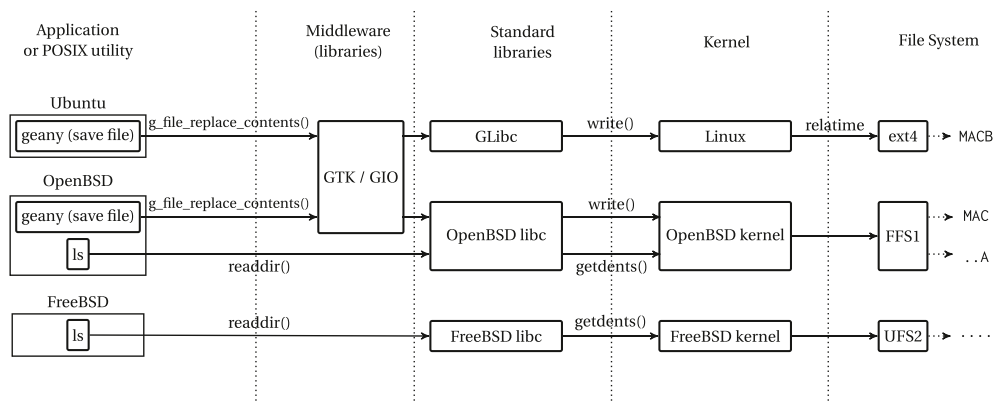 Application
or POSIX utility
Middleware
(libraries)
Standard
libraries
Kernel
File System
Ubuntu
geany (save file)
g_file_replace_contents()
GTK / GIO
GLibc
write()
Linux
relatime
ext4
MACB
OpenBSD
geany (save file)
g_file_replace_contents()
ls
readdir()
OpenBSD libc
write()
getdents()
OpenBSD kernel
FFS1
MAC
..A
FreeBSD
ls
readdir()
FreeBSD libc
getdents()
FreeBSD kernel
UFS2
....